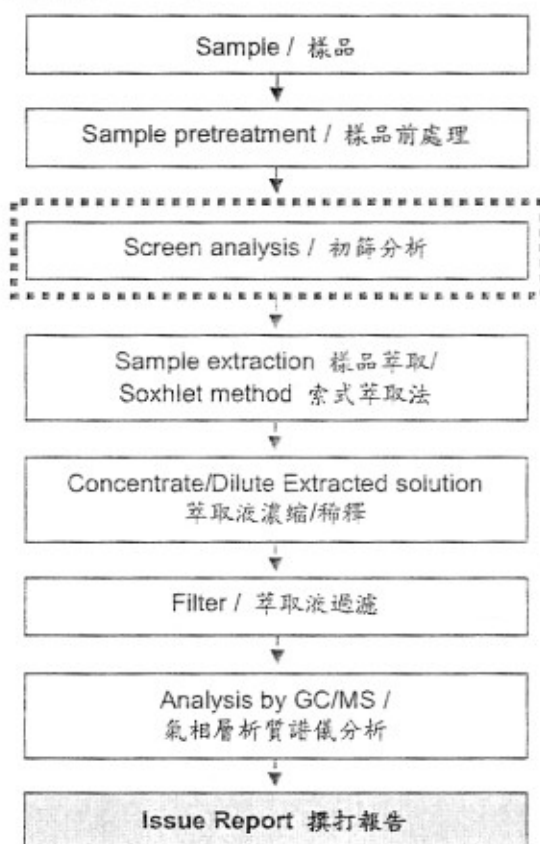 Sample / 樣品
Sample pretreatment / 樣品前處理
Screen analysis / 初篩分析
Sample extraction 樣品萃取/
Soxhlet method 索式萃取法
Concentrate/Dilute Extracted solution
萃取液濃縮/稀釋
Filter / 萃取液過濾
Analysis by GC/MS /
氣相層析質譜儀分析
Issue Report 撰打報告